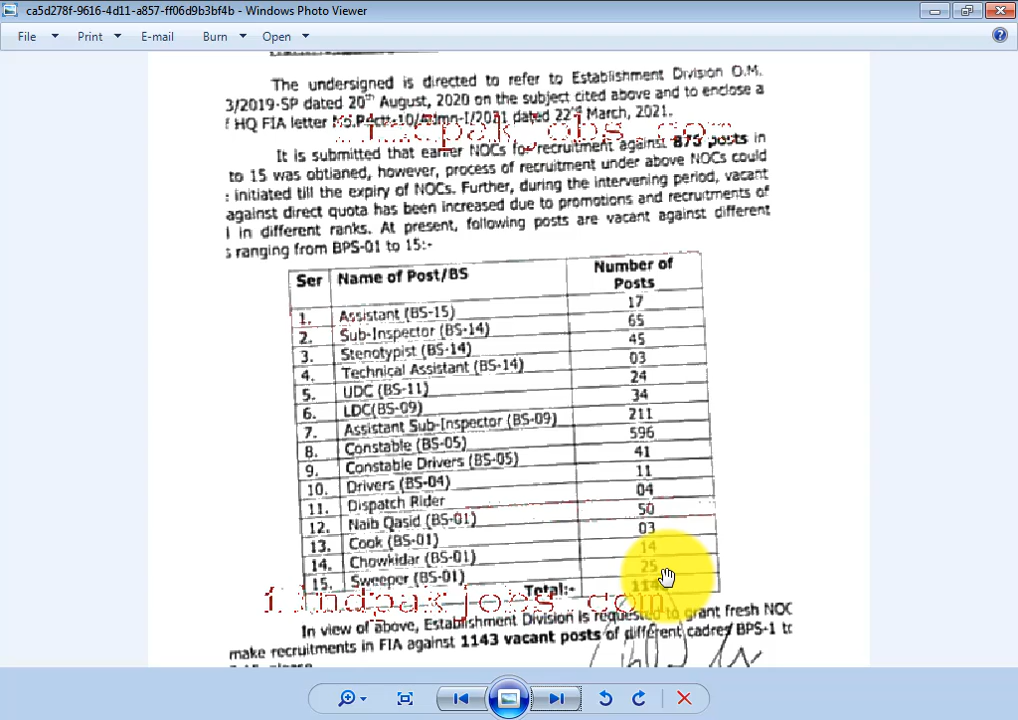 ca5d278f-9616-4d11-a857-ff06d9b3bf4b - Windows Photo Viewer
File Print E-mail Burn Open
The undersigned is directed to refer to Establishment Division O.M.
3/2019-SP dated 20th August, 2020 on the subject cited above and to enclose a
f HQ FIA letter dated 22nd March, 2021.
findpakjobs.com
It is submitted that earlier NOCs for recruitment against 875 posts in
to 15 was obtianed, however, process of recruitment under above NOCs could
: initiated till the expiry of NOCs. Further, during the intervening period, vacant
against direct quota has been increased due to promotions and recruitments of
l in different ranks. At present, following posts are vacant against different
s ranging from BPS-01 to 15:-
Ser Name of Post/BS Number of Posts
1. Assistant (BS-15) 17
2. Sub-Inspector (BS-14) 65
3. Stenotypist (BS-14) 45
4. Technical Assistant (BS-14) 03
5. UDC (BS-11) 24
6. LDC(BS-09) 34
7. Assistant Sub-Inspector (BS-09) 211
8. Constable (BS-05) 596
9. Constable Drivers (BS-05) 41
10. Drivers (BS-04) 11
11. Dispatch Rider 04
12. Naib Qasid (BS-01) 50
13. Cook (BS-01) 03
14. Chowkidar (BS-01) 14
15. Sweeper (BS-01) 25
Total:-
findpakjobs.com
In view of above, Establishment Division is requested to grant fresh NOC
make recruitments in FIA against 1143 vacant posts of different cadres BPS-1 to